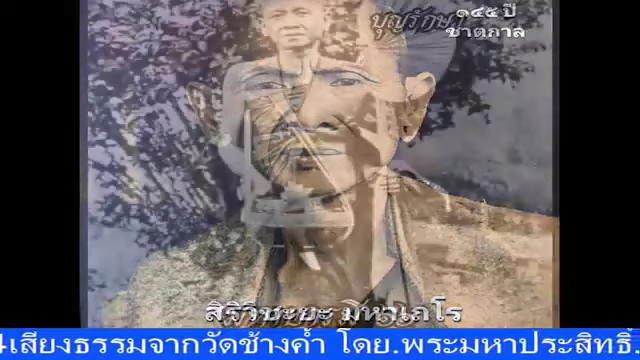 ๑๔๕ ปี
บุญรักษา
ชาตกาล
สิริวิชะยะ มหาเถโร
4เสียงธรรมจากวัดช้างค้ำ โดย.พระมหาประสิทธิ์